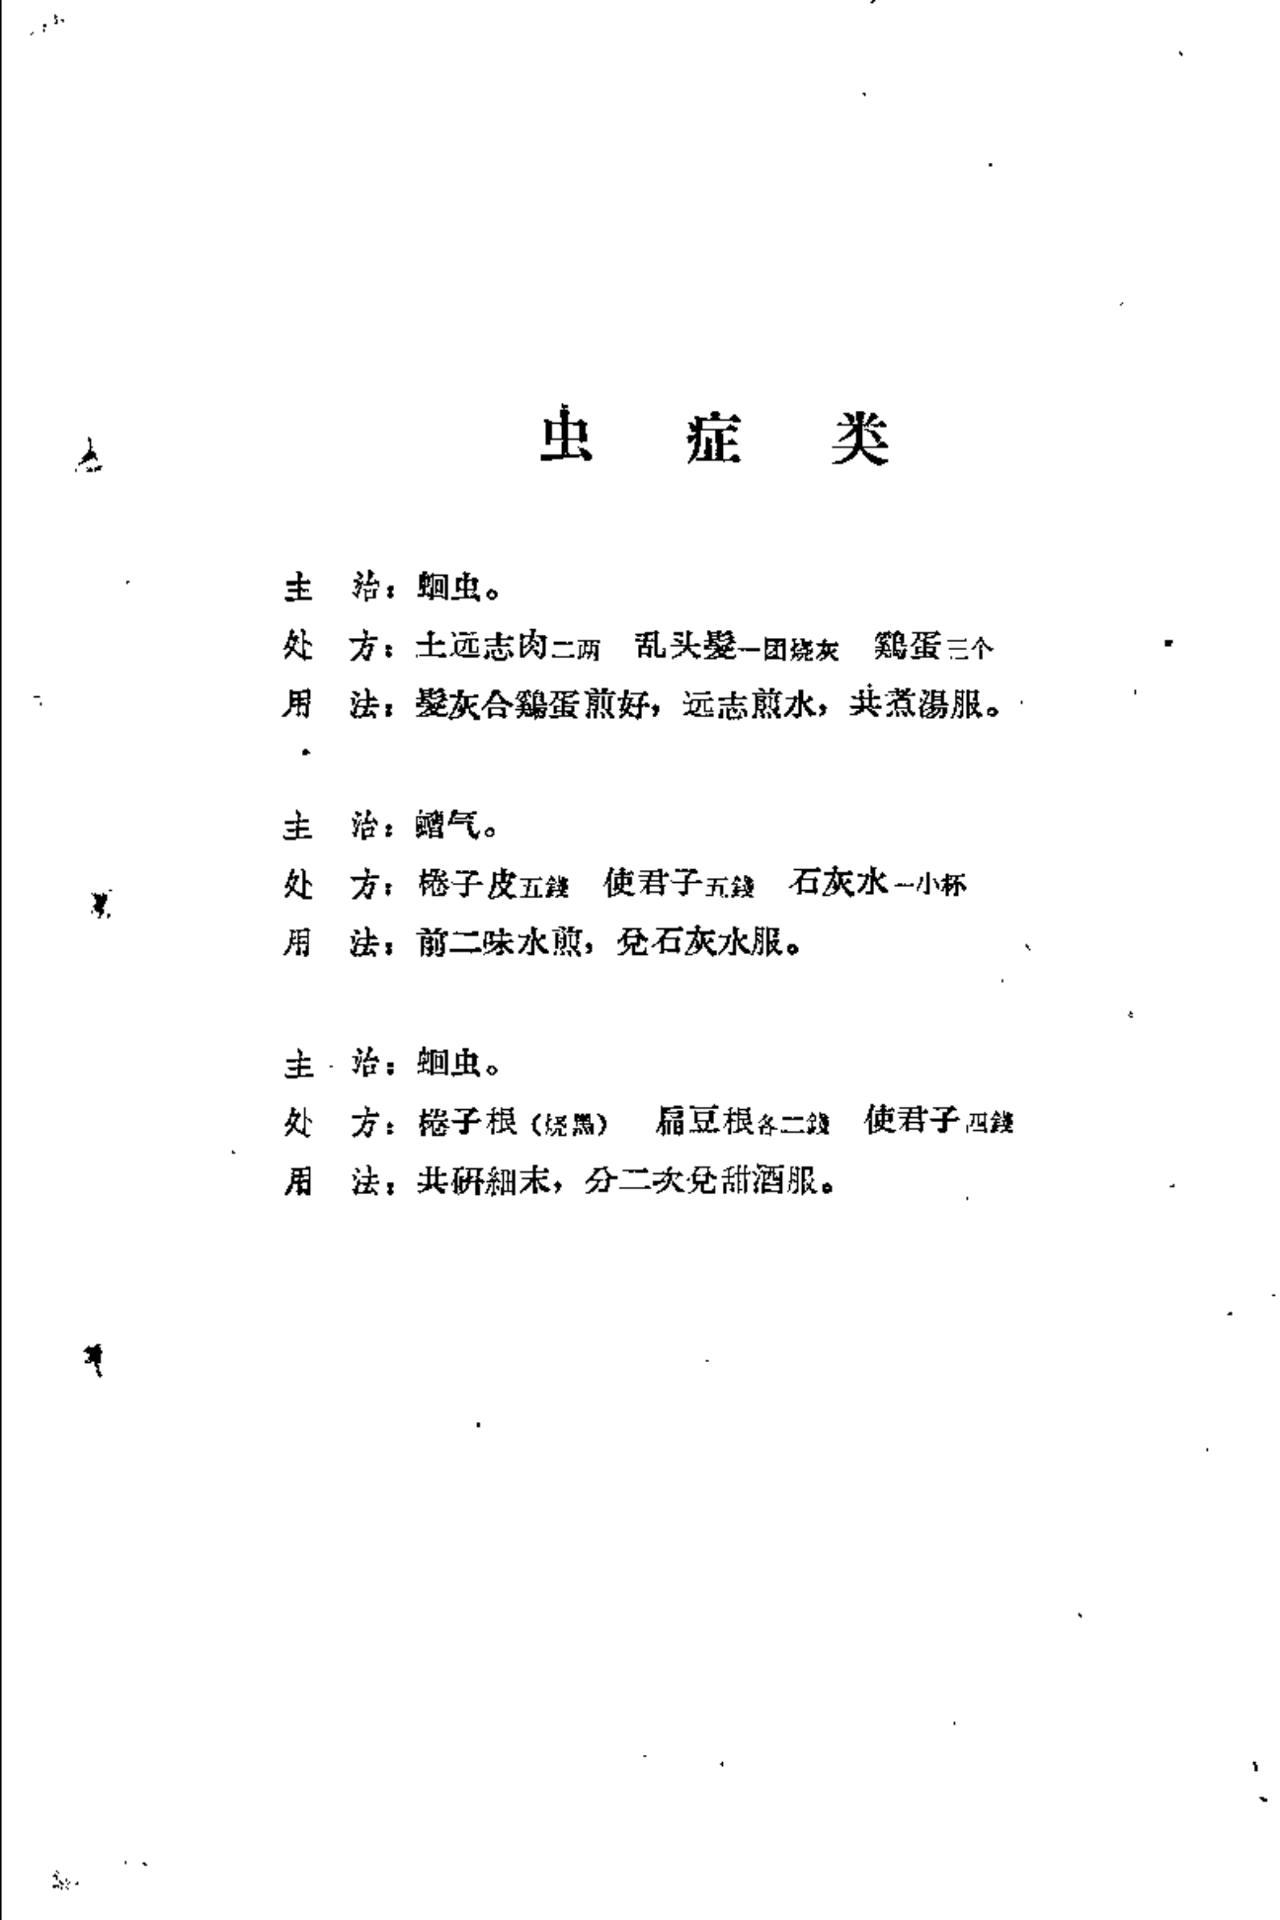 虫 症 类
主 治：蛔虫。
处 方：土远志肉二两 乱头髮一团烧灰 鷄蛋三个
用 法：髮灰合鷄蛋煎好，远志煎水，共煮湯服。
主 治：鰽气。
处 方：棬子皮五錢 使君子五錢 石灰水一小杯
用 法：前二味水煎，兌石灰水服。
主 治：蛔虫。
处 方：棬子根（烧黑） 扁豆根各二錢 使君子四錢
用 法：共研細末，分二次兌甜酒服。